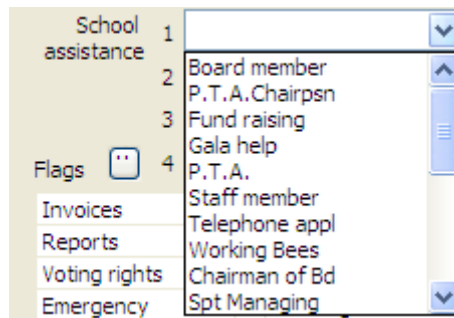 School
assistance
1
2
3
4
Board member
P.T.A.Chairpsn
Fund raising
Gala help
P.T.A.
Staff member
Telephone appl
Working Bees
Chairman of Bd
Spt Managing
Flags
Invoices
Reports
Voting rights
Emergency